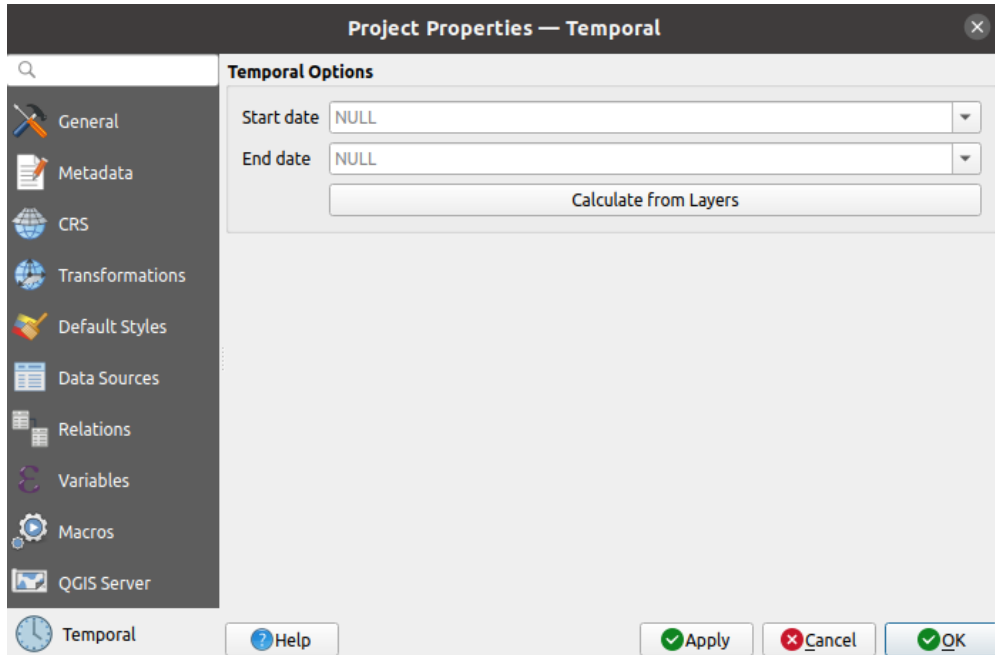 Project Properties — Temporal
Temporal Options
General
Metadata
CRS
Transformations
Default Styles
Data Sources
Relations
Variables
Macros
QGIS Server
Temporal
Start date NULL
End date NULL
Calculate from Layers
Help
Apply
Cancel
OK